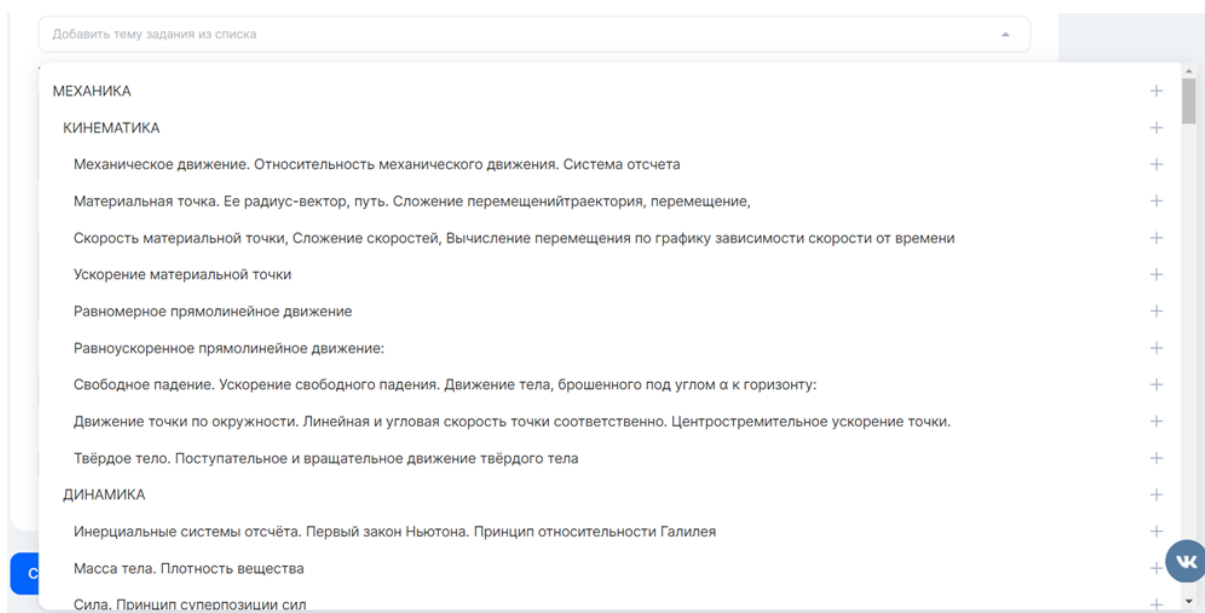 Добавить тему задания из списка
МЕХАНИКА
КИНЕМАТИКА
Механическое движение. Относительность механического движения. Система отсчета
Материальная точка. Ее радиус-вектор, путь. Сложение перемещенийтраектория, перемещение,
Скорость материальной точки, Сложение скоростей, Вычисление перемещения по графику зависимости скорости от времени
Ускорение материальной точки
Равномерное прямолинейное движение
Равноускоренное прямолинейное движение:
Свободное падение. Ускорение свободного падения. Движение тела, брошенного под углом α к горизонту:
Движение точки по окружности. Линейная и угловая скорость точки соответственно. Центростремительное ускорение точки.
Твёрдое тело. Поступательное и вращательное движение твёрдого тела
ДИНАМИКА
Инерциальные системы отсчёта. Первый закон Ньютона. Принцип относительности Галилея
С
Масса тела. Плотность вещества
Сила. Принцип суперпозиции сил